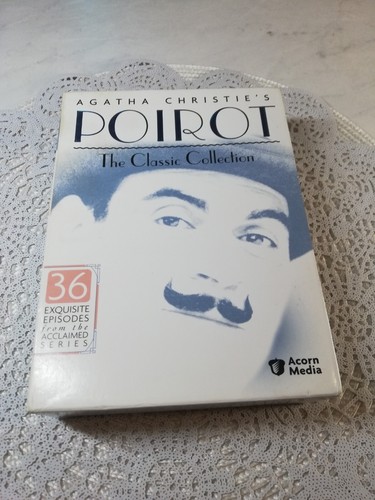 AGATHA CHRISTIE'S
POIROT
The Classic Collection
36
EXQUISITE
EPISODES
from the
ACCLAIMED
SERIES
Acorn
Media